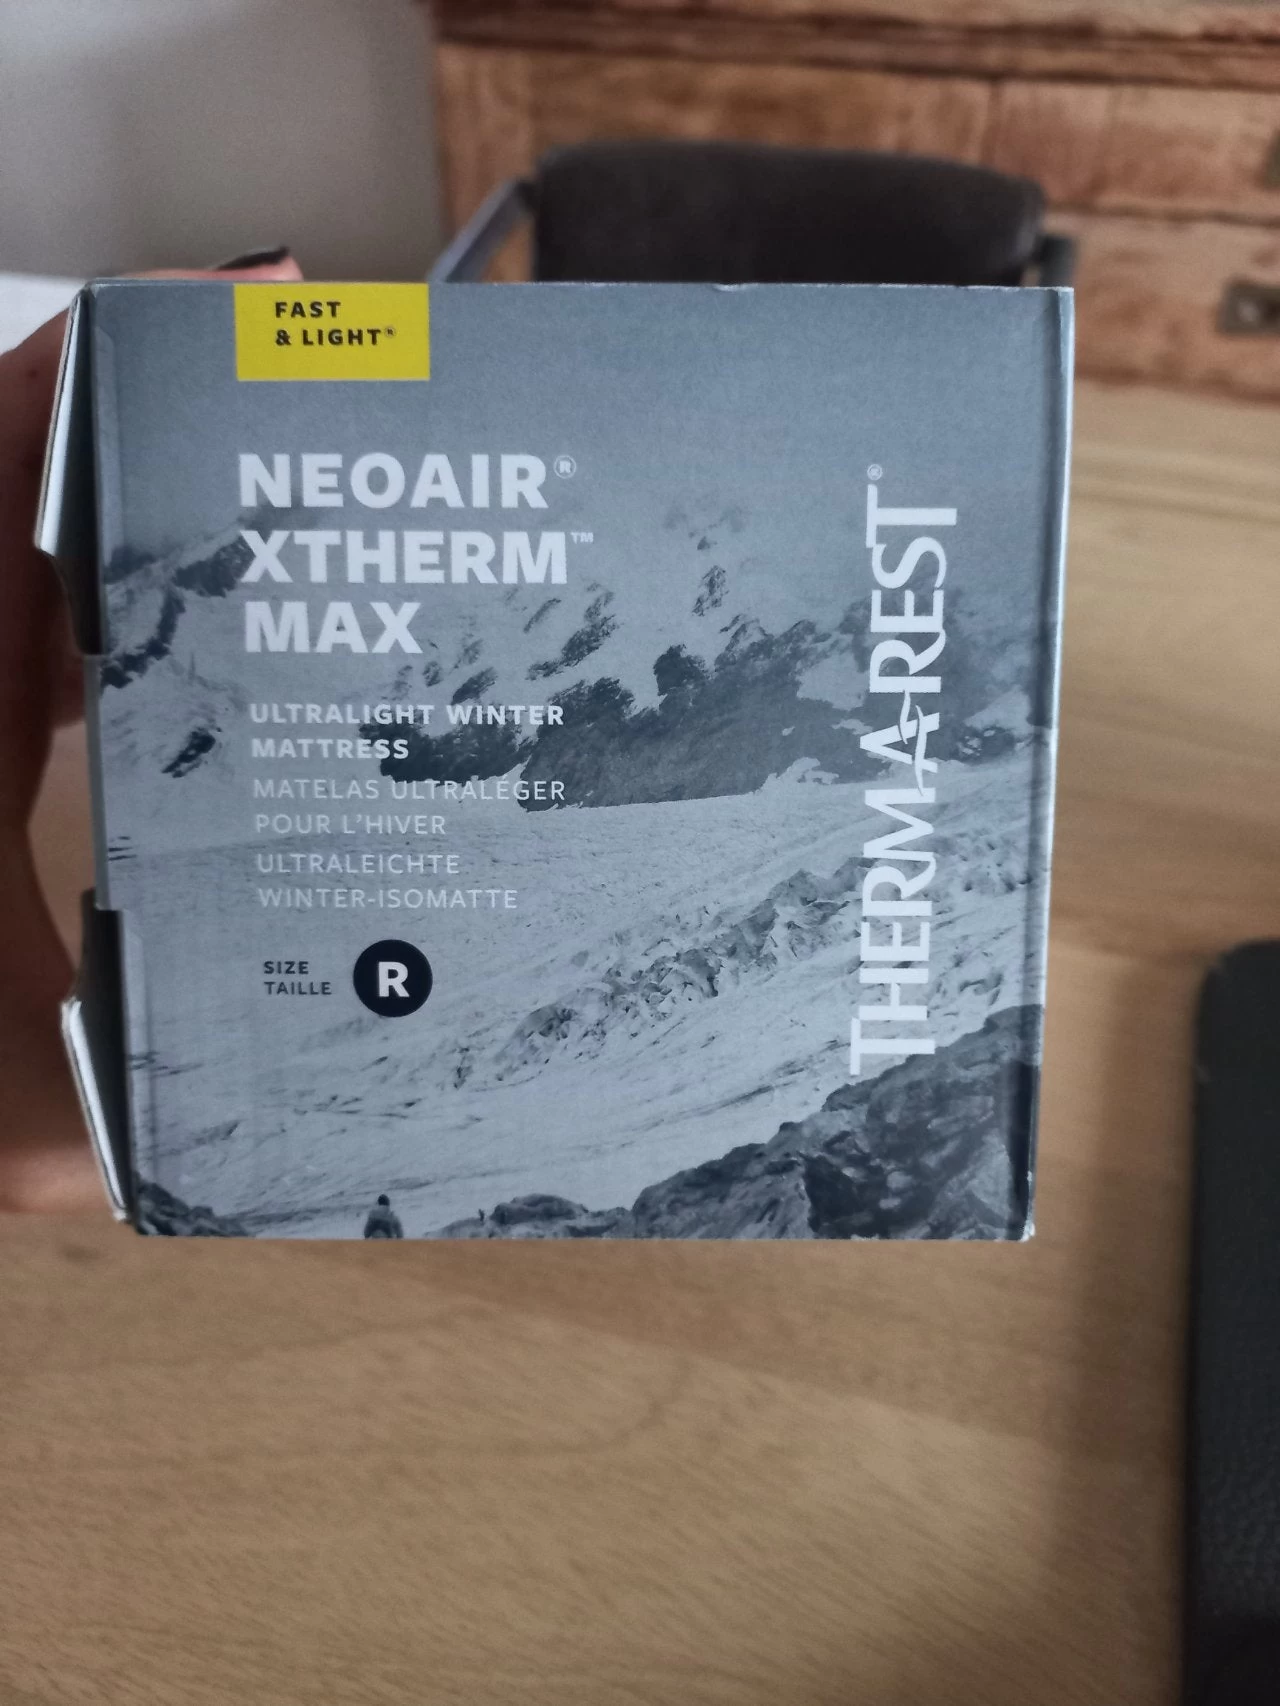 FAST
& LIGHT®
NEOAIR®
XTHERM™
MAX
ULTRALIGHT WINTER
MATTRESS
MATELAS ULTRALÉGER
POUR L'HIVER
ULTRALEICHTE
WINTER-ISOMATTE
SIZE
TAILLE
R
THERMAREST®